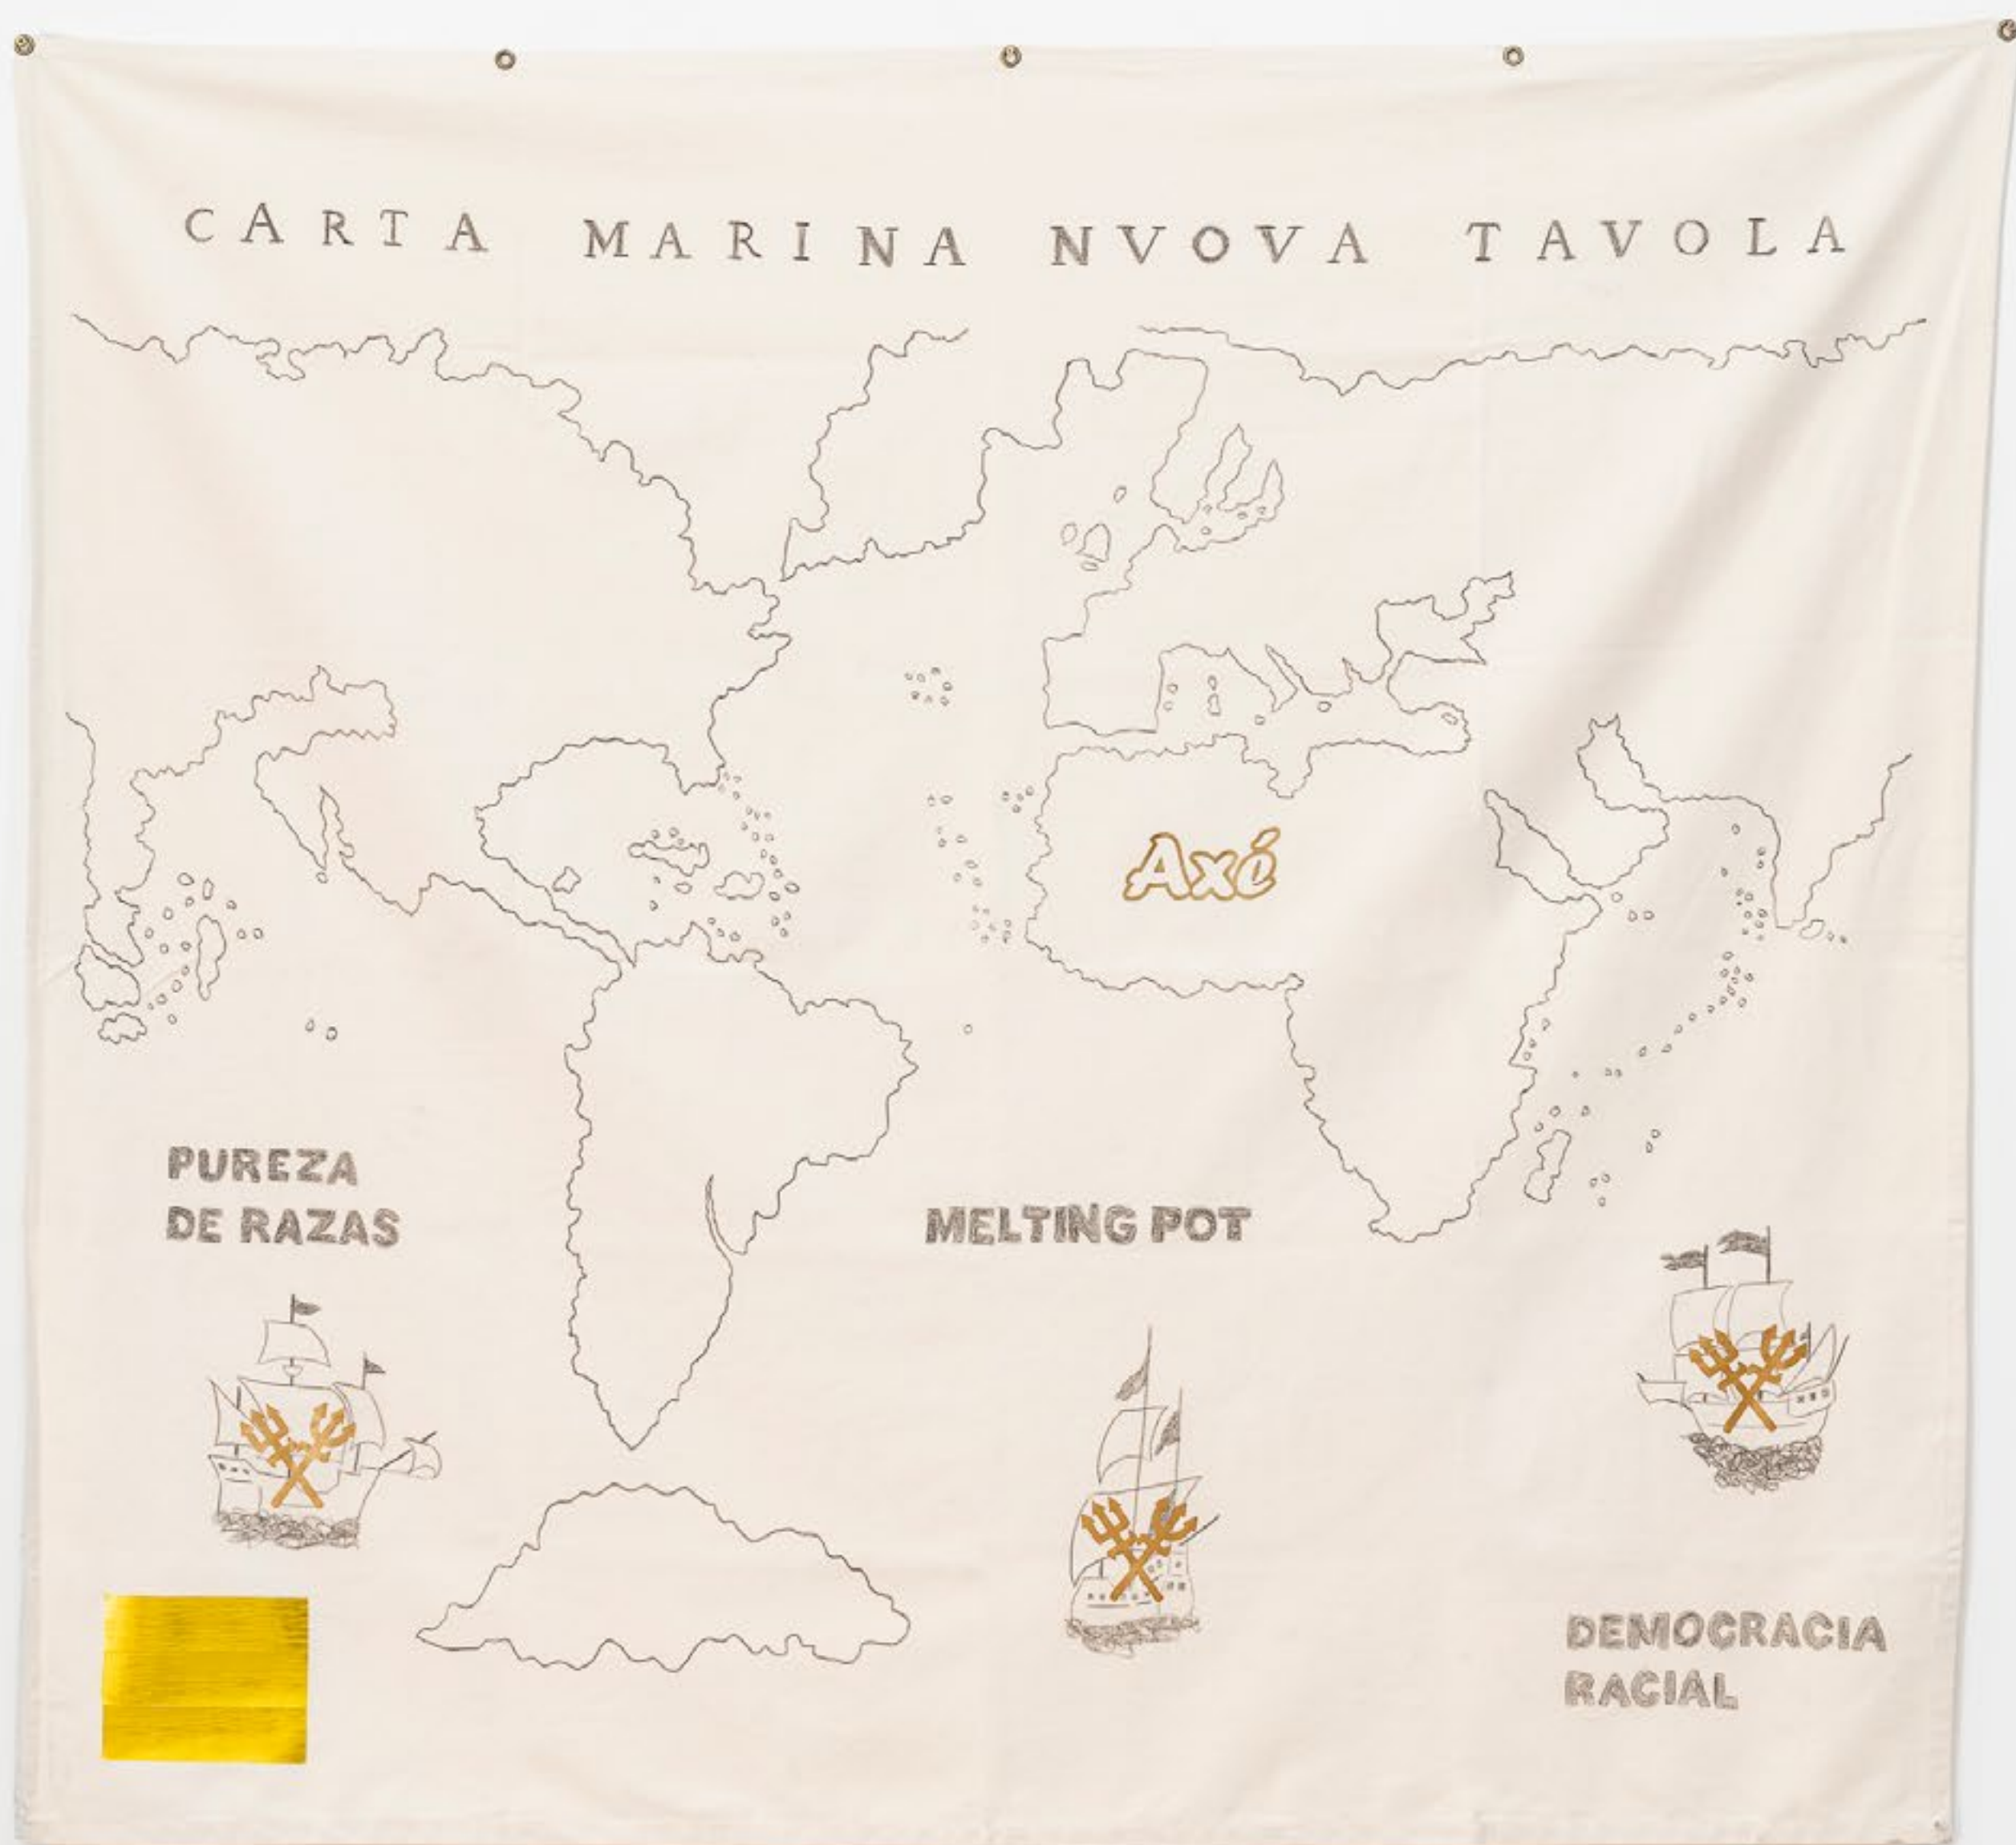 CARTA MARINA NVOVA TAVOLA
Axé
PUREZA
DE RAZAS
MELTING POT
DEMOCRACIA
RACIAL